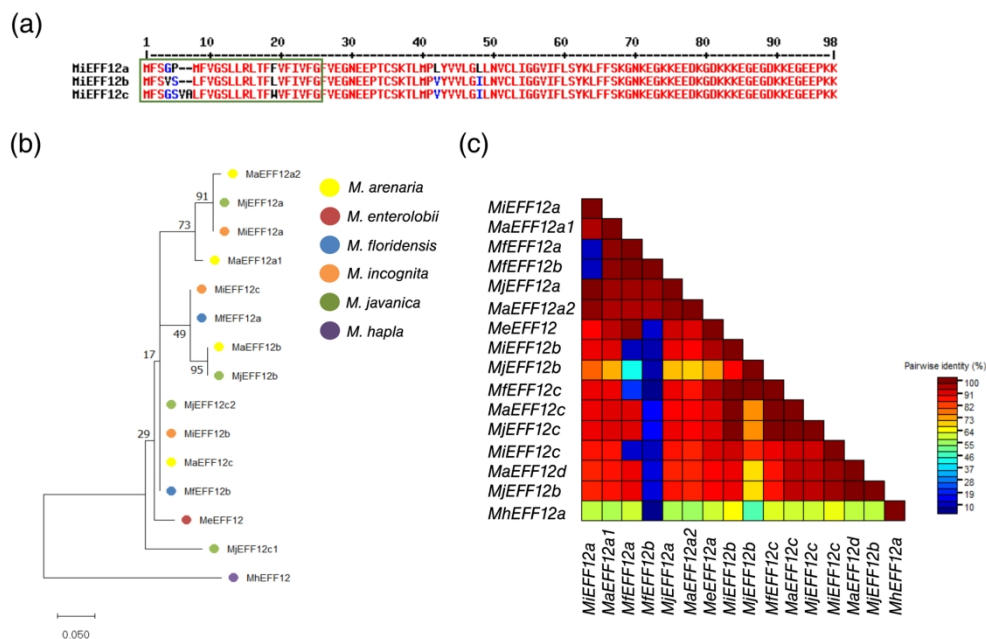 (a)
1 10 20 30 40 50 60 70 80 90 98
MiEFF12a MFSGP--MFVGSLLRLTFFVFIVFGFVEGNEEPTCSKTLMPLYVVLGLLNVCLIGGVIFLSYKLFFSKGNKEGKKEEDKGDKKEGEGDKKEGEEPKK
MiEFF12b MFSVS--LFVGSLLRLTFLVFIVFGFVEGNEEPTCSKTLMPVYVVLGILNVCLIGGVIFLSYKLFFSKGNKEGKKEEDKGDKKEGEGDKKEGEEPKK
MiEFF12c MFSGSVALFVGSLLRLTFWVFIVFGFVEGNEEPTCSKTLMPVYVVLGILNVCLIGGVIFLSYKLFFSKGNKEGKKEEDKGDKKEGEGDKKEGEEPKK
(b)
MaEFF12a2
91
MjEFF12a
MiEFF12a
73
MaEFF12a1
MiEFF12c
MfEFF12a
49
MaEFF12b
95
MjEFF12b
17
MjEFF12c2
MiEFF12b
29
MaEFF12c
MfEFF12b
MeEFF12
MjEFF12c1
MhEFF12
0.050
M. arenaria
M. enterolobii
M. floridensis
M. incognita
M. javanica
M. hapla
(c)
MiEFF12a
MaEFF12a1
MfEFF12a
MfEFF12b
MjEFF12a
MaEFF12a2
MeEFF12
MiEFF12b
MjEFF12b
MfEFF12c
MaEFF12c
MjEFF12c
MiEFF12c
MaEFF12d
MjEFF12b
MhEFF12a
MiEFF12a MaEFF12a1 MfEFF12a MfEFF12b MjEFF12a MaEFF12a2 MeEFF12a MiEFF12b MjEFF12b MfEFF12c MaEFF12c MjEFF12c MiEFF12c MaEFF12d MjEFF12b MhEFF12a
Pairwise identity (%)
100
91
82
73
64
55
46
37
28
19
10